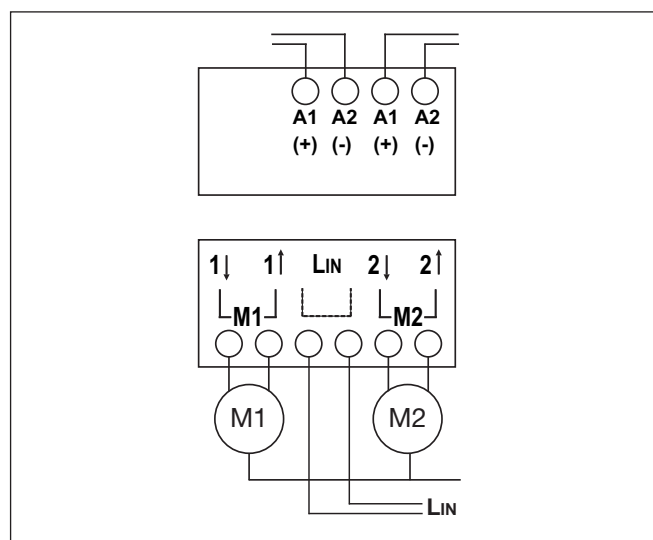 A1 A2 A1 A2
(+) (-) (+) (-)
1↓ 1↑ LIN 2↓ 2↑
M1 M2
M1 M2
LIN